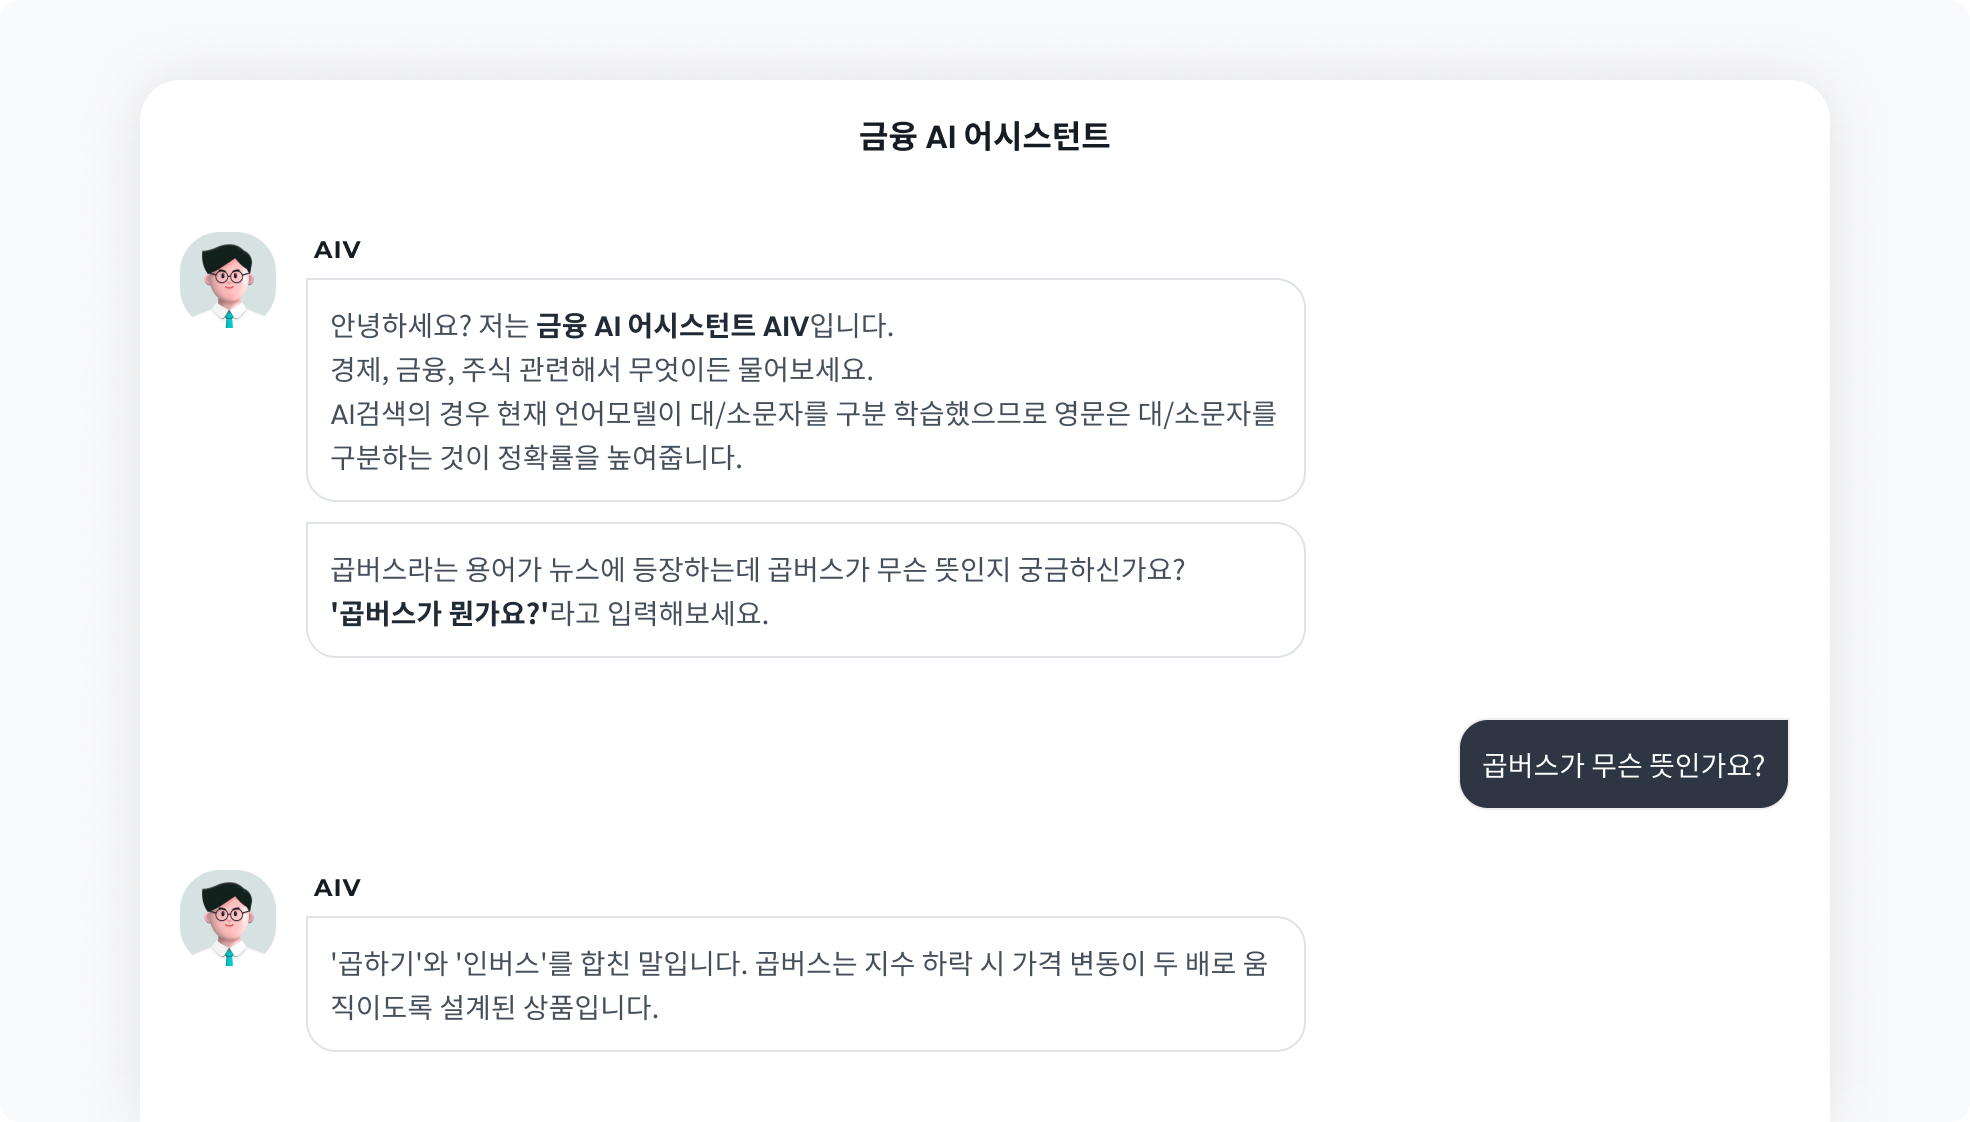 금융 AI 어시스턴트
AIV
안녕하세요? 저는 금융 AI 어시스턴트 AIV입니다.
경제, 금융, 주식 관련해서 무엇이든 물어보세요.
AI검색의 경우 현재 언어모델이 대/소문자를 구분 학습했으므로 영문은 대/소문자를
구분하는 것이 정확률을 높여줍니다.
곱버스라는 용어가 뉴스에 등장하는데 곱버스가 무슨 뜻인지 궁금하신가요?
'곱버스가 뭔가요?'라고 입력해보세요.
곱버스가 무슨 뜻인가요?
AIV
'곱하기'와 '인버스'를 합친 말입니다. 곱버스는 지수 하락 시 가격 변동이 두 배로 움
직이도록 설계된 상품입니다.